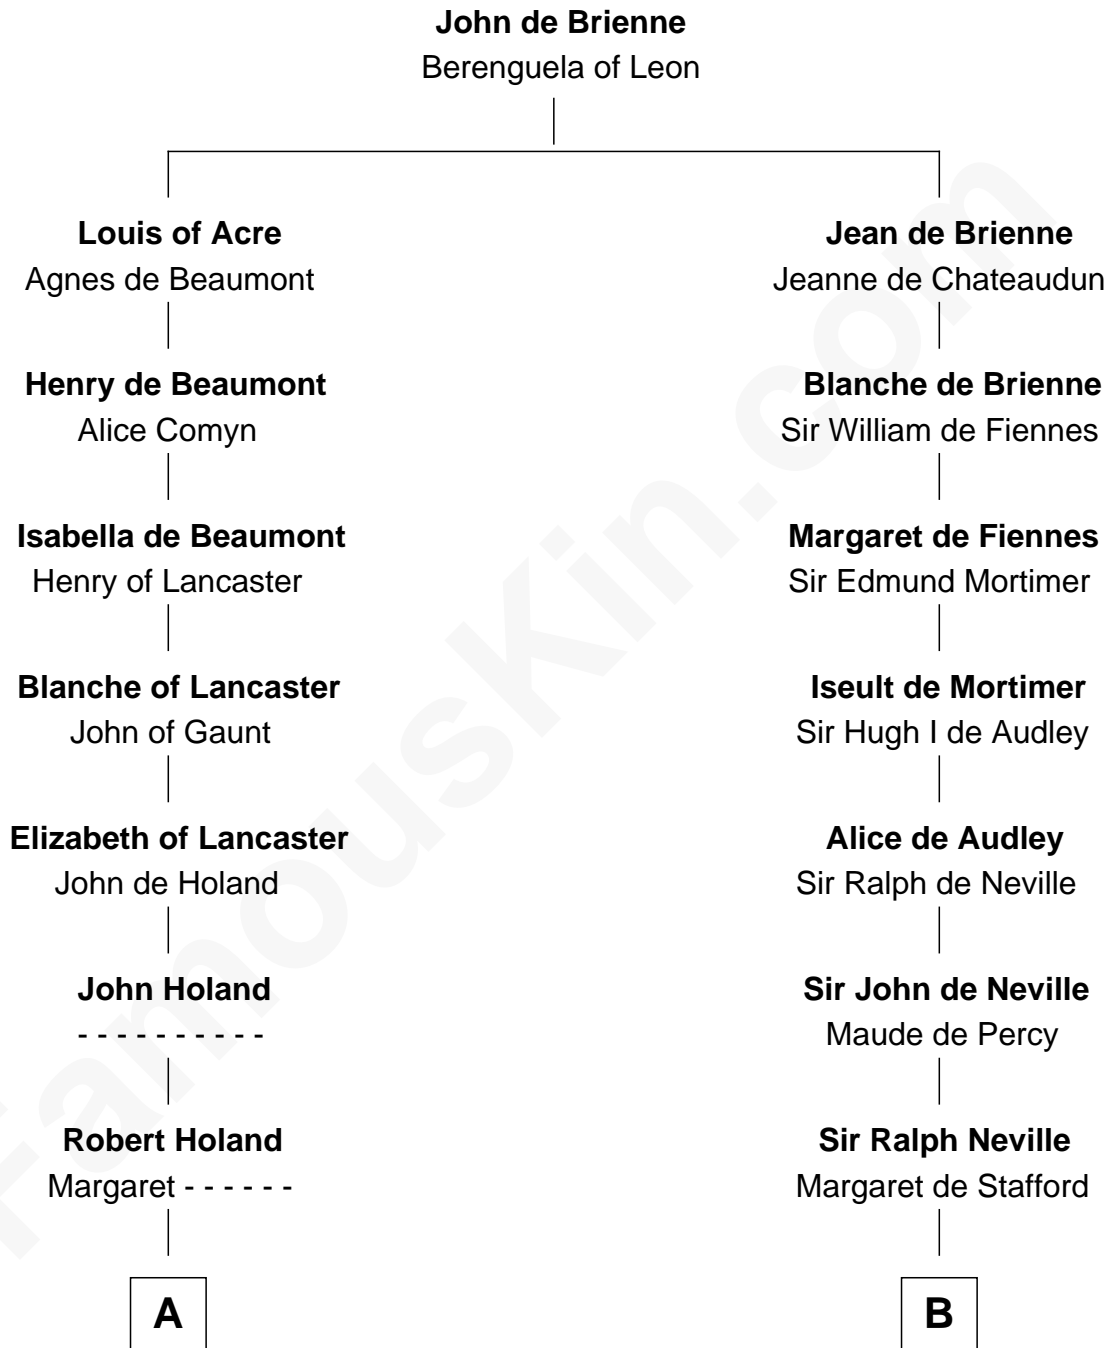 John de Brienne
Berenguela of Leon
Louis of Acre
Agnes de Beaumont
Jean de Brienne
Jeanne de Chateaudun
Henry de Beaumont
Alice Comyn
Blanche de Brienne
Sir William de Fiennes
Isabella de Beaumont
Henry of Lancaster
Margaret de Fiennes
Sir Edmund Mortimer
Blanche of Lancaster
John of Gaunt
Iseult de Mortimer
Sir Hugh I de Audley
Elizabeth of Lancaster
John de Holand
Alice de Audley
Sir Ralph de Neville
John Holand
- - - - - - - - - -
Sir John de Neville
Maude de Percy
Robert Holand
Margaret - - - - - -
Sir Ralph Neville
Margaret de Stafford
A
B
FamousKin.com